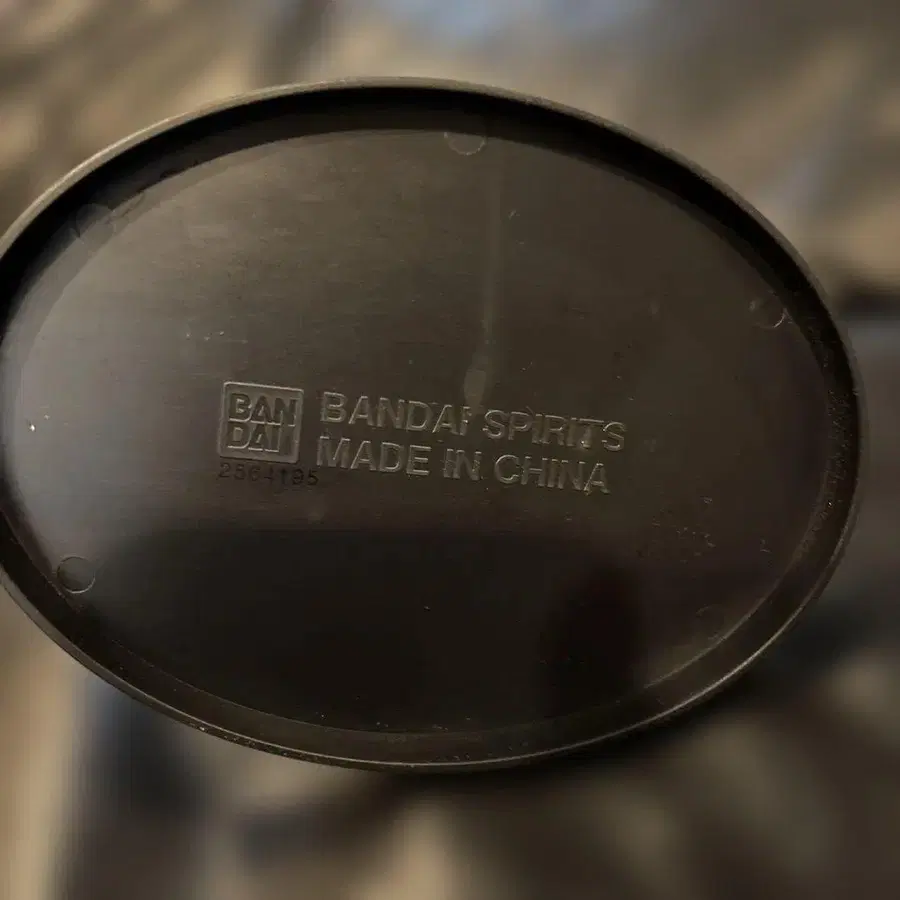 BAN
DAI
BANDAI SPIRITS
MADE IN CHINA
2564195